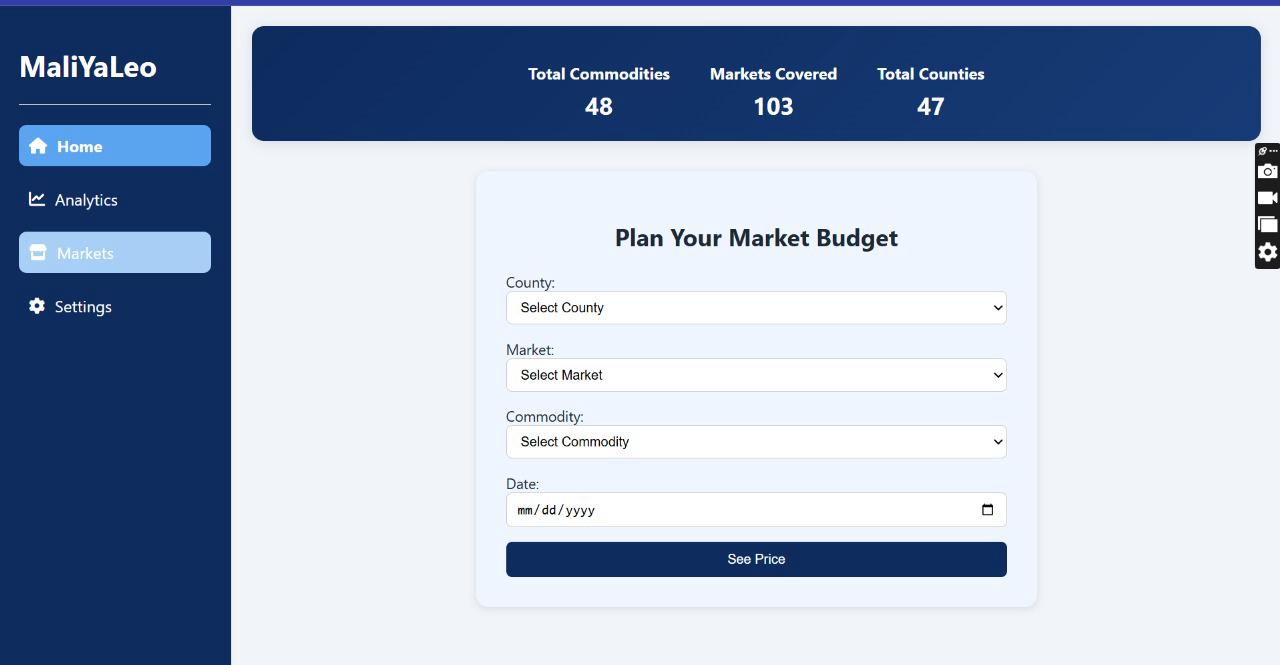 MaliYaLeo
Home
Analytics
Markets
Settings
Total Commodities
48
Markets Covered
103
Total Counties
47
Plan Your Market Budget
County:
Select County
Market:
Select Market
Commodity:
Select Commodity
Date:
mm/dd/yyyy
See Price